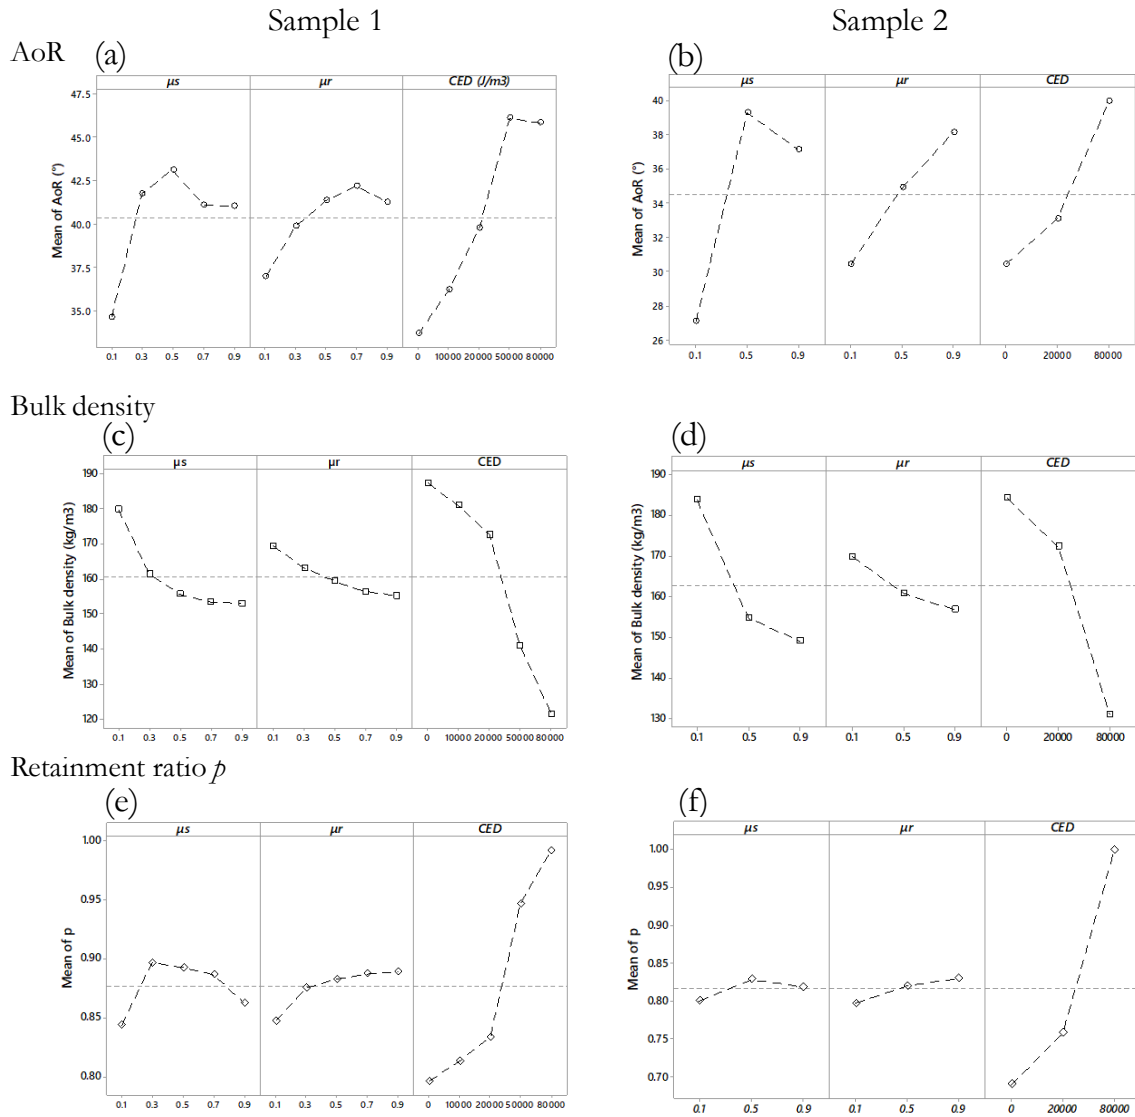 Sample 1
Sample 2
AoR
(a)
µs
µr
CED (J/m3)
Mean of AoR (°)
47.5
45.0
42.5
40.0
37.5
35.0
0.1 0.3 0.5 0.7 0.9
0.1 0.3 0.5 0.7 0.9
0 10000 20000 50000 80000
(b)
µs
µr
CED
Mean of AoR (°)
40
38
36
34
32
30
28
26
0.1 0.5 0.9
0.1 0.5 0.9
0 20000 80000
Bulk density
(c)
µs
µr
CED
Mean of Bulk density (kg/m3)
190
180
170
160
150
140
130
120
0.1 0.3 0.5 0.7 0.9
0.1 0.3 0.5 0.7 0.9
0 10000 20000 50000 80000
(d)
µs
µr
CED
Mean of Bulk density (kg/m3)
190
180
170
160
150
140
130
0.1 0.5 0.9
0.1 0.5 0.9
0 20000 80000
Retainment ratio p
(e)
µs
µr
CED
Mean of p
1.00
0.95
0.90
0.85
0.80
0.1 0.3 0.5 0.7 0.9
0.1 0.3 0.5 0.7 0.9
0 10000 20000 50000 80000
(f)
µs
µr
CED
Mean of p
1.00
0.95
0.90
0.85
0.80
0.75
0.70
0.1 0.5 0.9
0.1 0.5 0.9
0 20000 80000